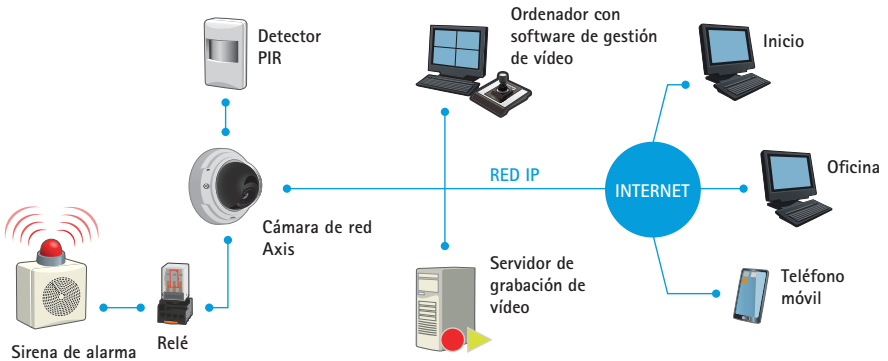 Detector
PIR
Ordenador con
software de gestión
de vídeo
Inicio
RED IP
INTERNET
Oficina
Cámara de red
Axis
Servidor de
grabación de
vídeo
Teléfono
móvil
Sirena de alarma
Relé